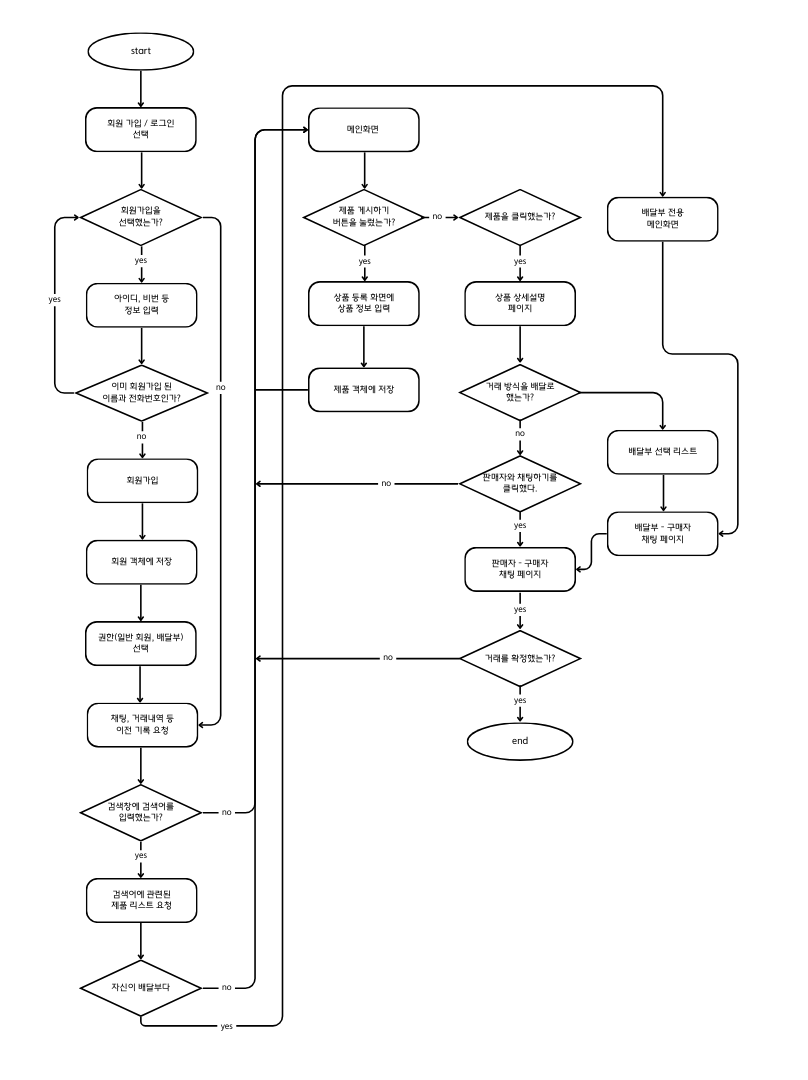 start
회원 가입 / 로그인
선택
회원가입을
선택했는가?
yes
아이디, 비번 등
정보 입력
yes
이미 회원가입 된
이름과 전화번호인가?
no
no
회원가입
회원 객체에 저장
권한(일반 회원, 배달부)
선택
채팅, 거래내역 등
이전 기록 요청
검색창에 검색어를
입력했는가?
no
yes
검색어에 관련된
제품 리스트 요청
자신이 배달부다
no
yes
메인화면
제품 게시하기
버튼을 눌렀는가?
no
yes
상품 등록 화면에
상품 정보 입력
제품 객체에 저장
제품을 클릭했는가?
yes
상품 상세설명
페이지
거래 방식을 배달로
했는가?
no
판매자와 채팅하기를
클릭했다.
no
yes
판매자 - 구매자
채팅 페이지
yes
거래를 확정했는가?
no
yes
end
배달부 전용
메인화면
배달부 선택 리스트
배달부 - 구매자
채팅 페이지